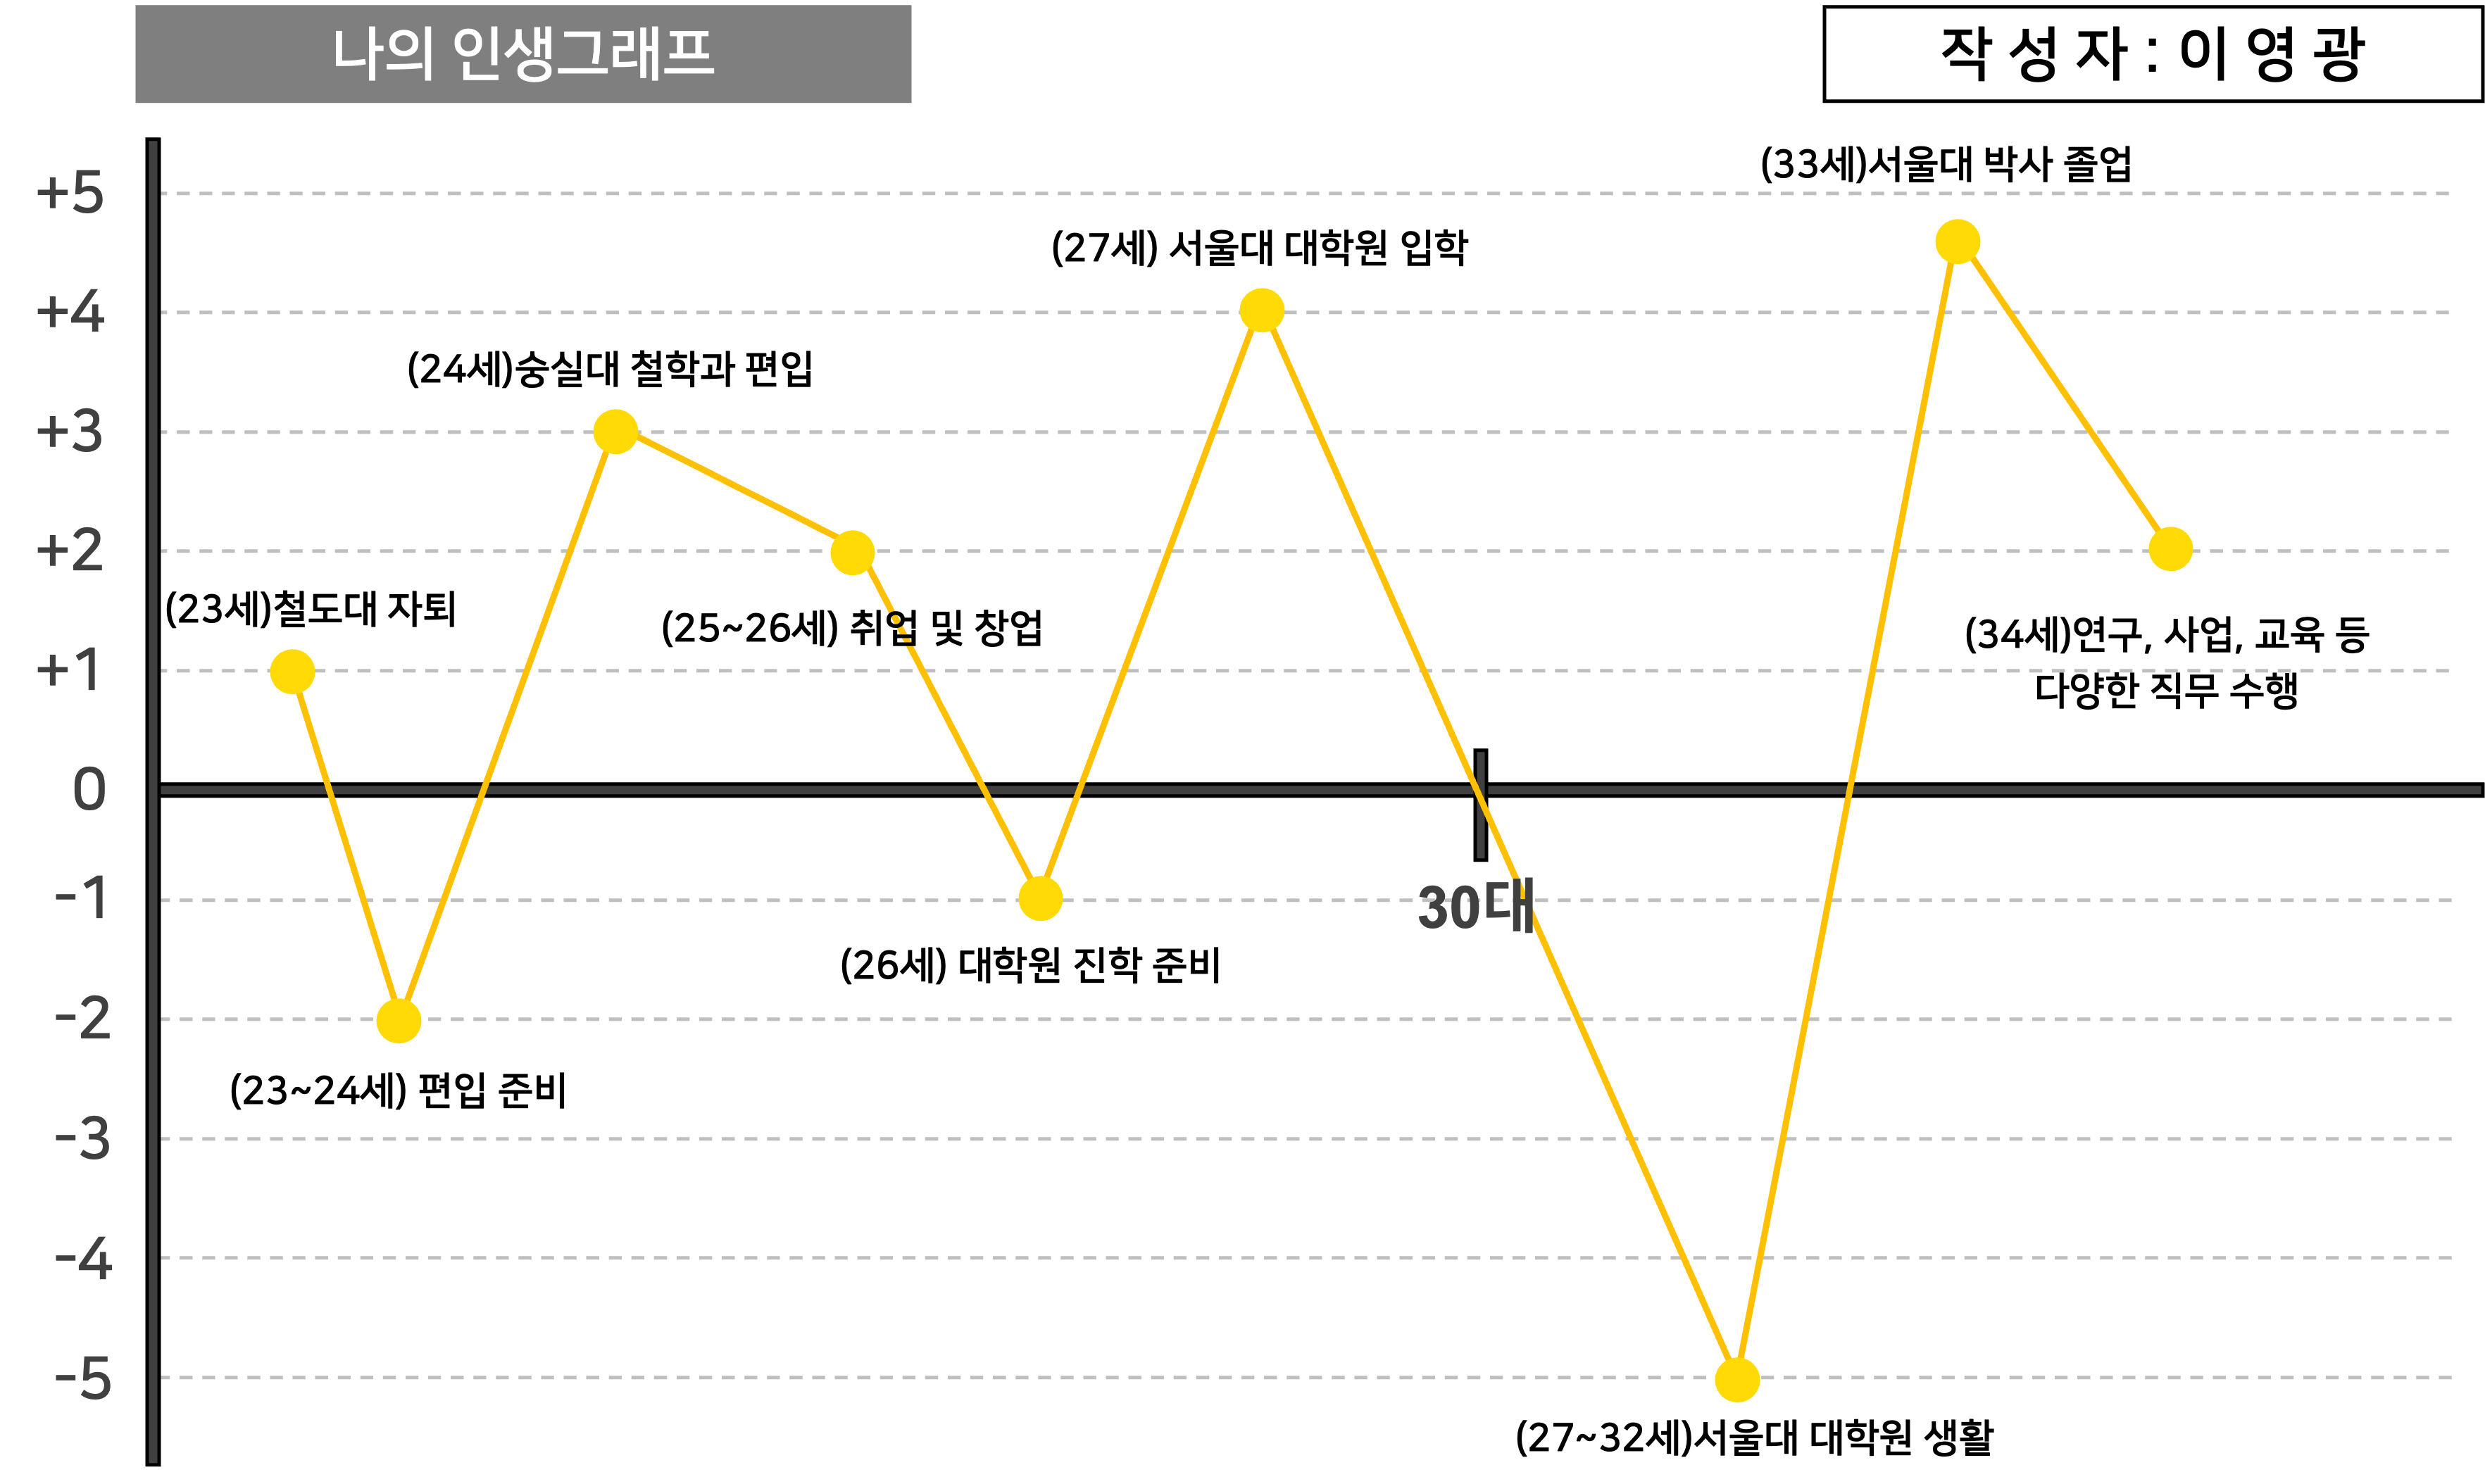 나의 인생그래프
작 성 자 : 이 영 광
+5
+4
+3
+2
+1
0
-1
-2
-3
-4
-5
(33세)서울대 박사 졸업
(27세) 서울대 대학원 입학
(24세)숭실대 철학과 편입
(23세)철도대 자퇴
(25~26세) 취업 및 창업
(34세)연구, 사업, 교육 등
다양한 직무 수행
30대
(26세) 대학원 진학 준비
(23~24세) 편입 준비
(27~32세)서울대 대학원 생활